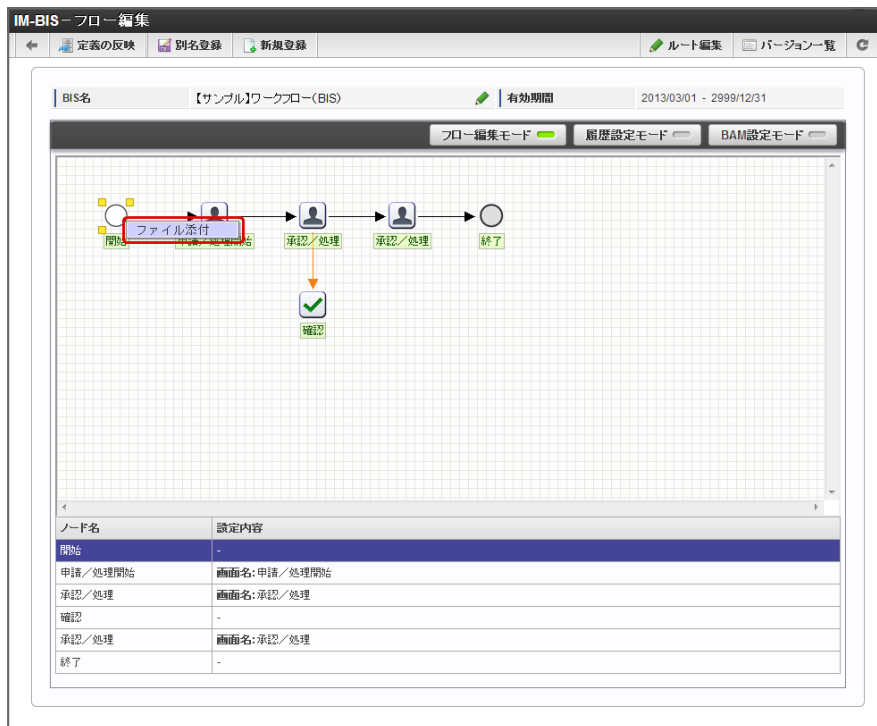 IM-BIS－フロー編集
定義の反映 別名登録 新規登録 ルート編集 バージョン一覧
BIS名 【サンプル】ワークフロー(BIS) 有効期間 2013/03/01 - 2999/12/31
フロー編集モード 履歴設定モード BAM設定モード
ファイル添付
開始 申請／処理開始 承認／処理 承認／処理 終了
確認
ノード名 設定内容
開始 -
申請／処理開始 画面名:申請／処理開始
承認／処理 画面名:承認／処理
確認 -
承認／処理 画面名:承認／処理
終了 -